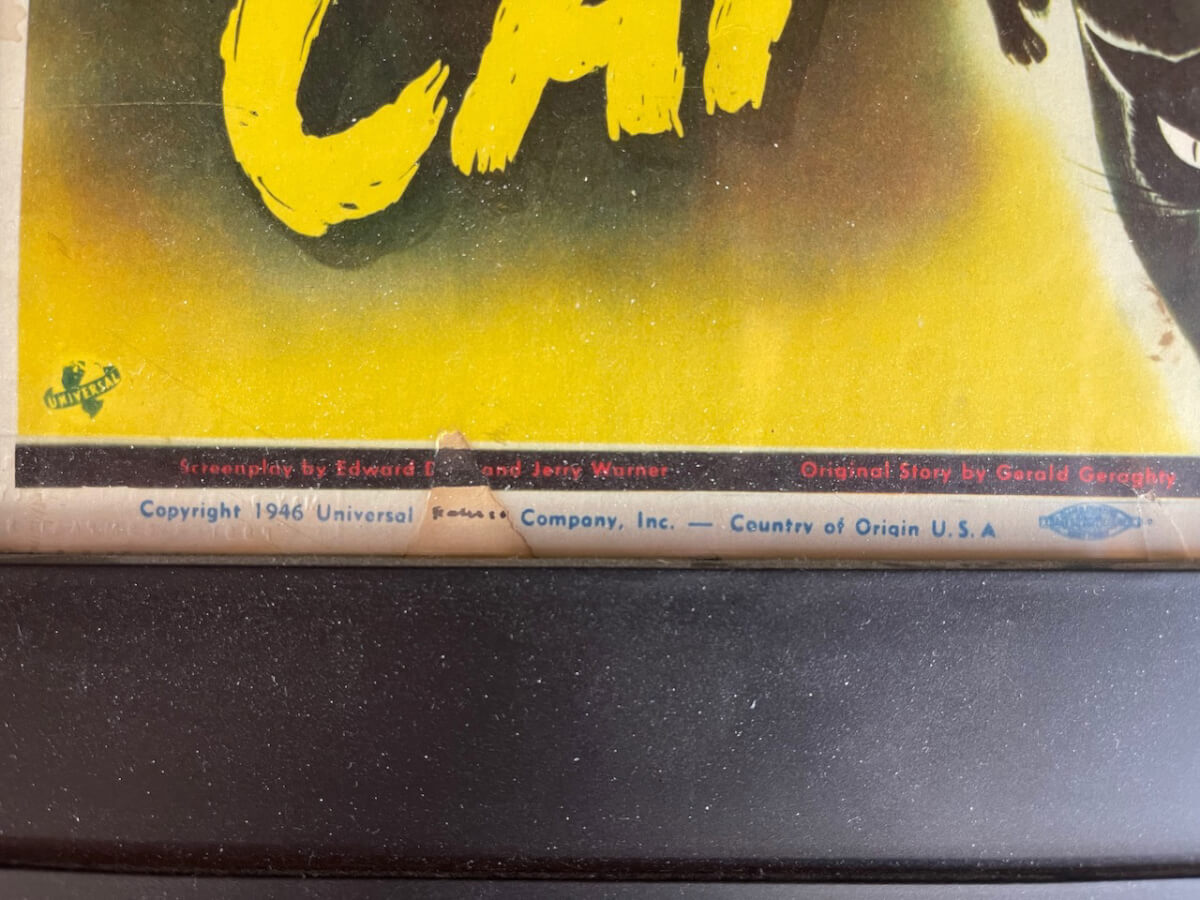 CAT
UNIVERSAL
Screenplay by Edward D and Jerry Warner
Original Story by Gerald Geraghty
Copyright 1946 Universal Company, Inc. — Country of Origin U.S.A